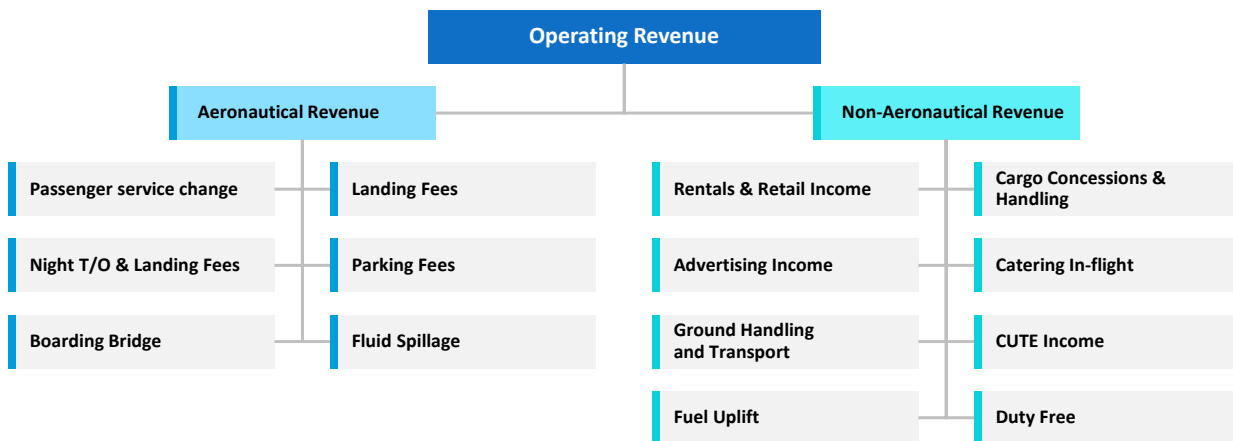 Operating Revenue
Aeronautical Revenue
Non-Aeronautical Revenue
Passenger service change
Landing Fees
Rentals & Retail Income
Cargo Concessions &
Handling
Night T/O & Landing Fees
Parking Fees
Advertising Income
Catering In-flight
Boarding Bridge
Fluid Spillage
Ground Handling
and Transport
CUTE Income
Fuel Uplift
Duty Free